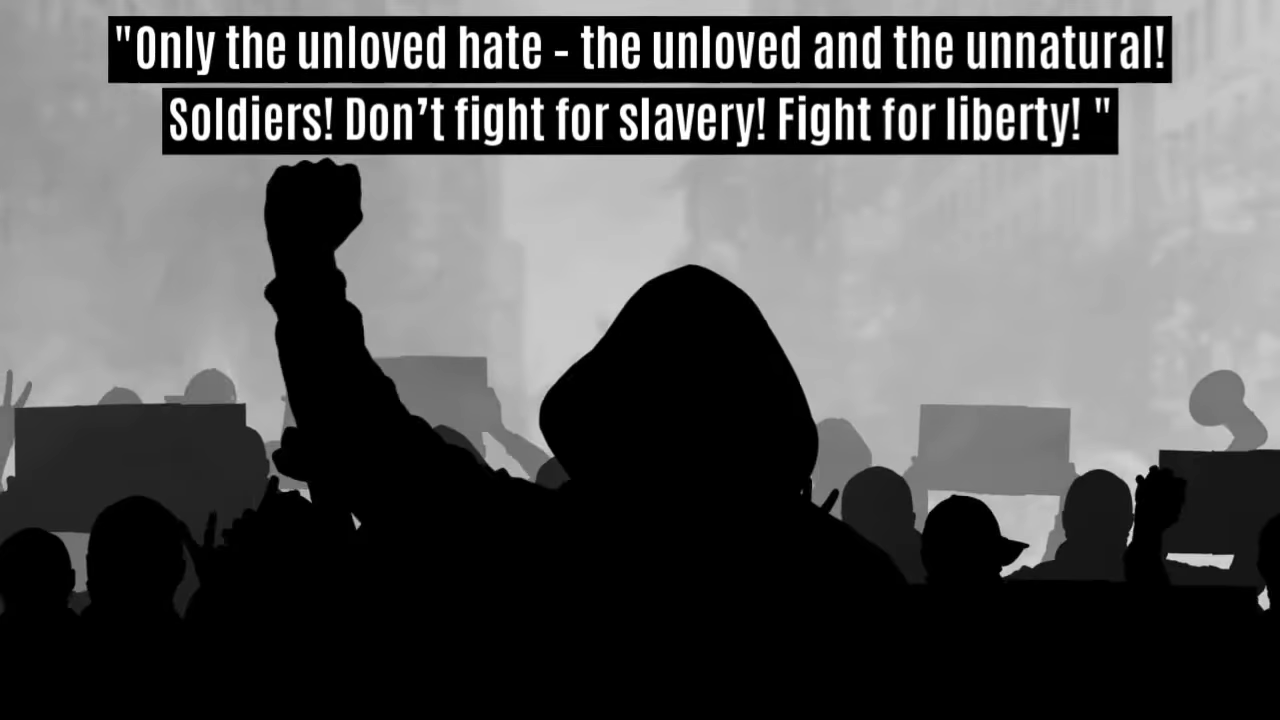 "Only the unloved hate - the unloved and the unnatural!
Soldiers! Don’t fight for slavery! Fight for liberty! "